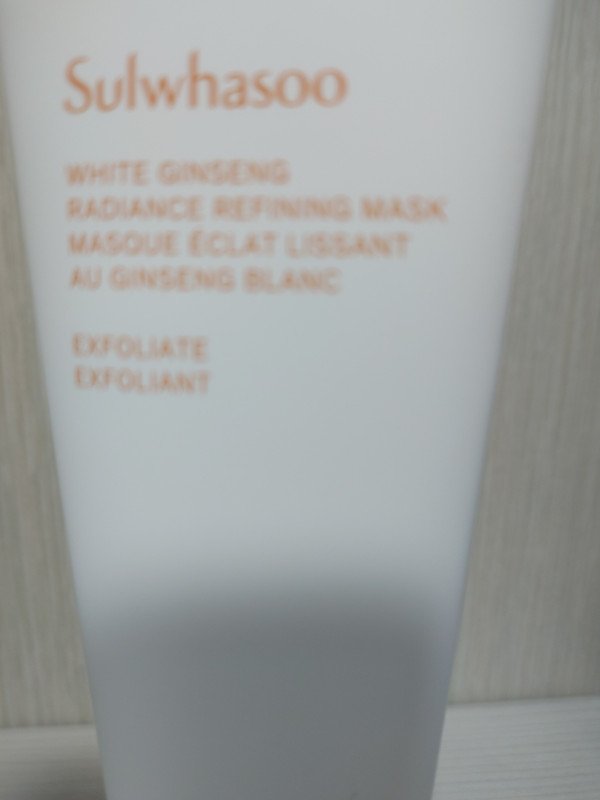 Sulwhasoo
WHITE GINSENG
RADIANCE REFINING MASK
MASQUE ÉCLAT LISSANT
AU GINSENG BLANC
EXFOLIATE
EXFOLIANT